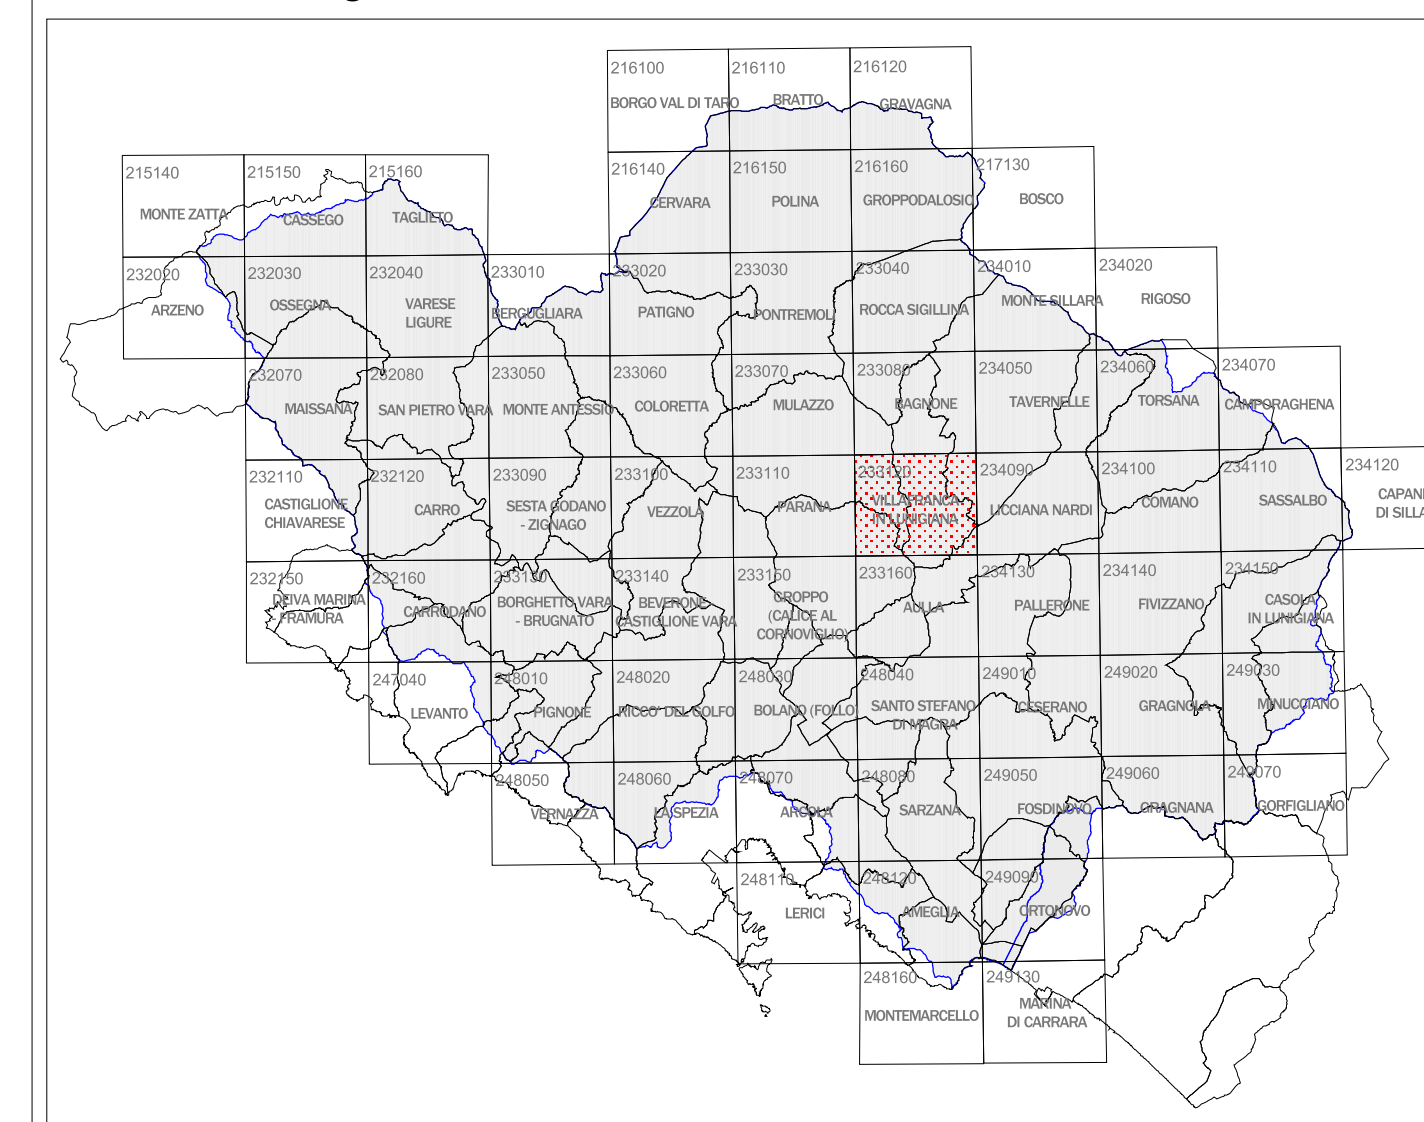 216100
216110
216120
BORGO VAL DI TARO
BRATTO
GRAVAGNA
215140
215150
215160
216140
216150
216160
217130
MONTE ZATTA
CASSEGO
TAGLIETO
CERVARA
POLINA
GROPPODALOSIO
BOSCO
232020
232030
232040
233010
233020
233030
233040
234010
234020
ARZENO
OSSEGNA
VARESE
LIGURE
BERGUGLIARA
PATIGNO
PONTREMOLI
ROCCA SIGILLINA
MONTE SILLARA
RIGOSO
232070
232080
233050
233060
233070
233080
234050
234060
234070
MAISSANA
SAN PIETRO VARA
MONTE ANTESSIO
COLORETTA
MULAZZO
BAGNONE
TAVERNELLE
TORSANA
CAMPORAGHENA
232110
232120
233090
233100
233110
233120
234090
234100
234110
234120
CASTIGLIONE
CHIAVARESE
CARRO
SESTA GODANO
- ZIGNAGO
VEZZOLA
PARANA
VILLAFRANCA
IN LUNIGIANA
LICCIANA NARDI
COMANO
SASSALBO
CAPAN
DI SILLA
232150
232160
233130
233140
233150
233160
234130
234140
234150
DEIVA MARINA
- FRAMURA
CARRODANO
BORGHETTO VARA
- BRUGNATO
BEVERONE
CASTIGLIONE VARA
GROPPO
(CALICE AL
CORNOVIGLIO)
AULLA
PALLERONE
FIVIZZANO
CASOLA
IN LUNIGIANA
247040
248010
248020
248030
248040
249010
249020
249030
LEVANTO
PIGNONE
RICCO' DEL GOLFO
BOLANO (FOLLO)
SANTO STEFANO
DI MAGRA
CESERANO
GRAGNOLA
MINUCCIANO
248050
248060
248070
248080
249050
249060
249070
VERNAZZA
LA SPEZIA
ARCOLA
SARZANA
FOSDINOVO
GRAGNANA
GORFIGLIANO
248110
248120
249090
LERICI
AMEGLIA
ORTONOVO
248160
249130
MONTEMARCELLO
MARINA
DI CARRARA